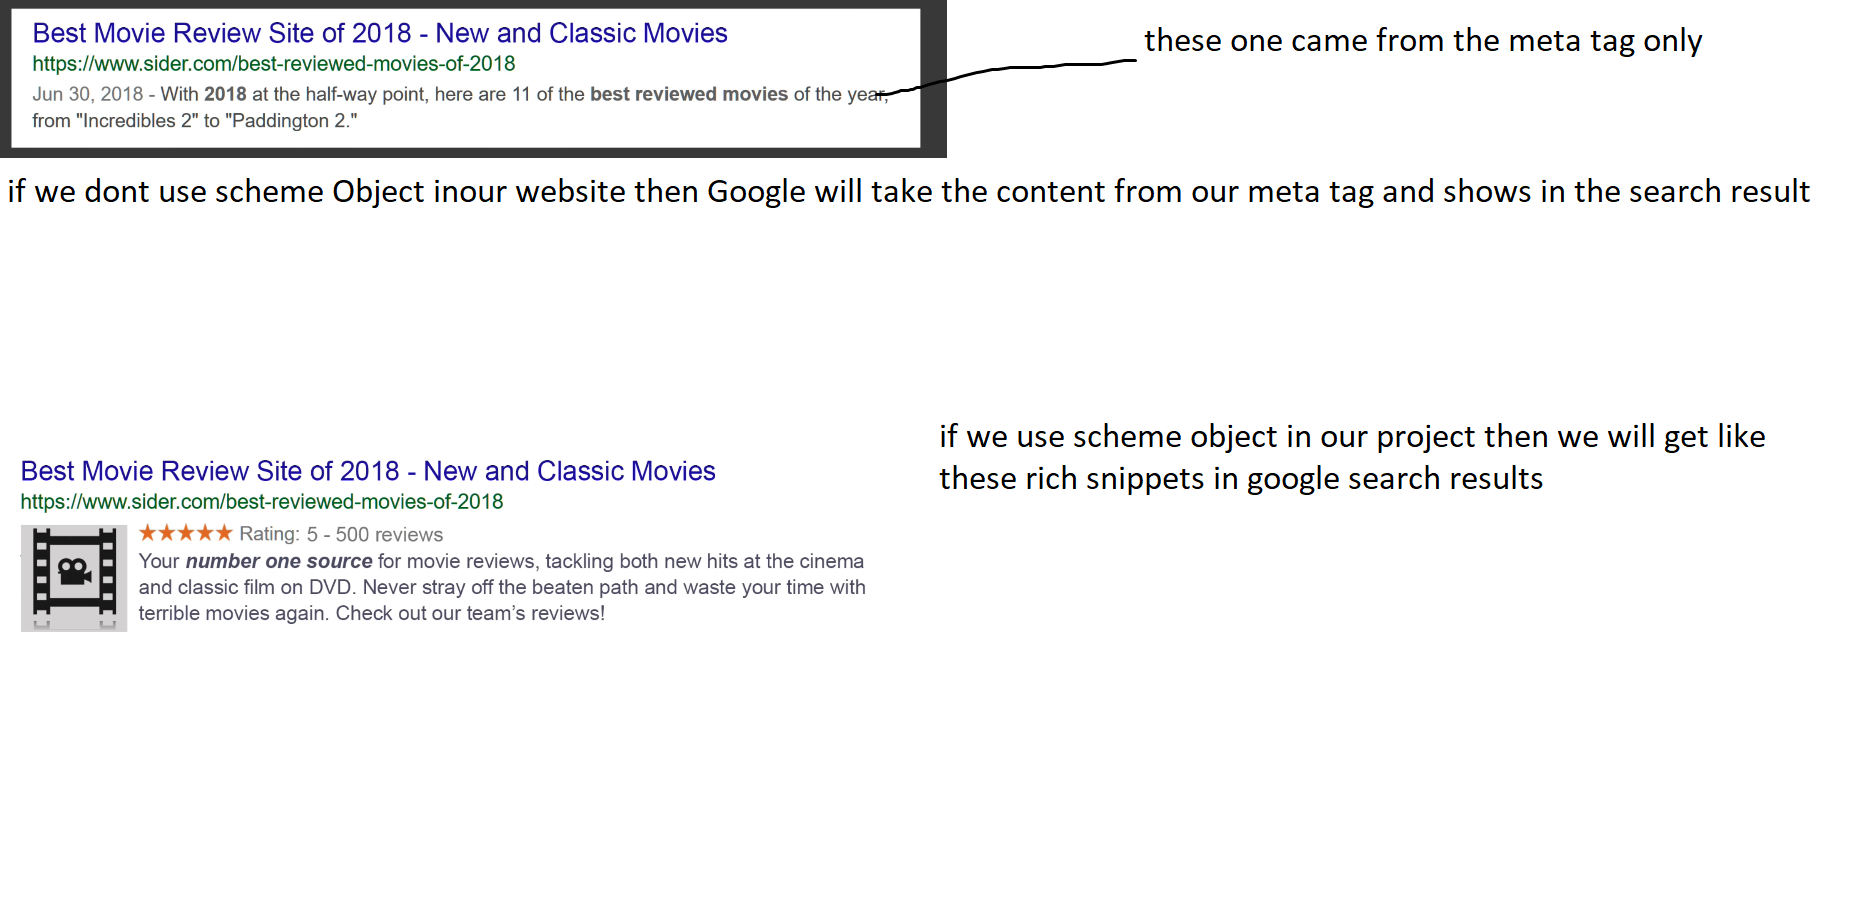 Best Movie Review Site of 2018 - New and Classic Movies
https://www.sider.com/best-reviewed-movies-of-2018
Jun 30, 2018 - With 2018 at the half-way point, here are 11 of the best reviewed movies of the year,
from "Incredibles 2" to "Paddington 2."
these one came from the meta tag only
if we dont use scheme Object inour website then Google will take the content from our meta tag and shows in the search result
if we use scheme object in our project then we will get like
these rich snippets in google search results
Best Movie Review Site of 2018 - New and Classic Movies
https://www.sider.com/best-reviewed-movies-of-2018
Rating: 5 - 500 reviews
Your number one source for movie reviews, tackling both new hits at the cinema
and classic film on DVD. Never stray off the beaten path and waste your time with
terrible movies again. Check out our team’s reviews!